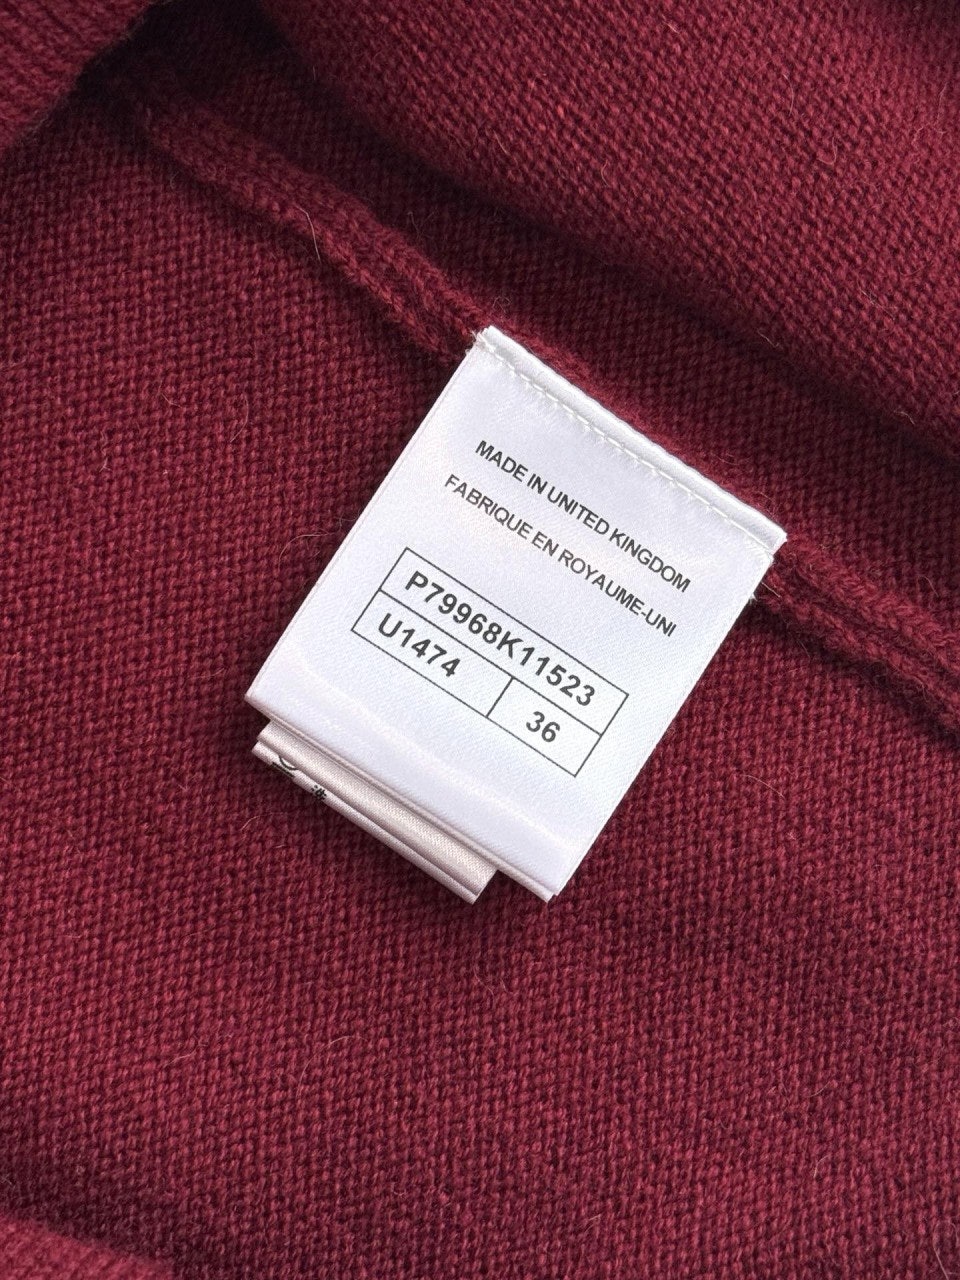 MADE IN UNITED KINGDOM
FABRIQUE EN ROYAUME-UNI
P79968K11523
U1474 36